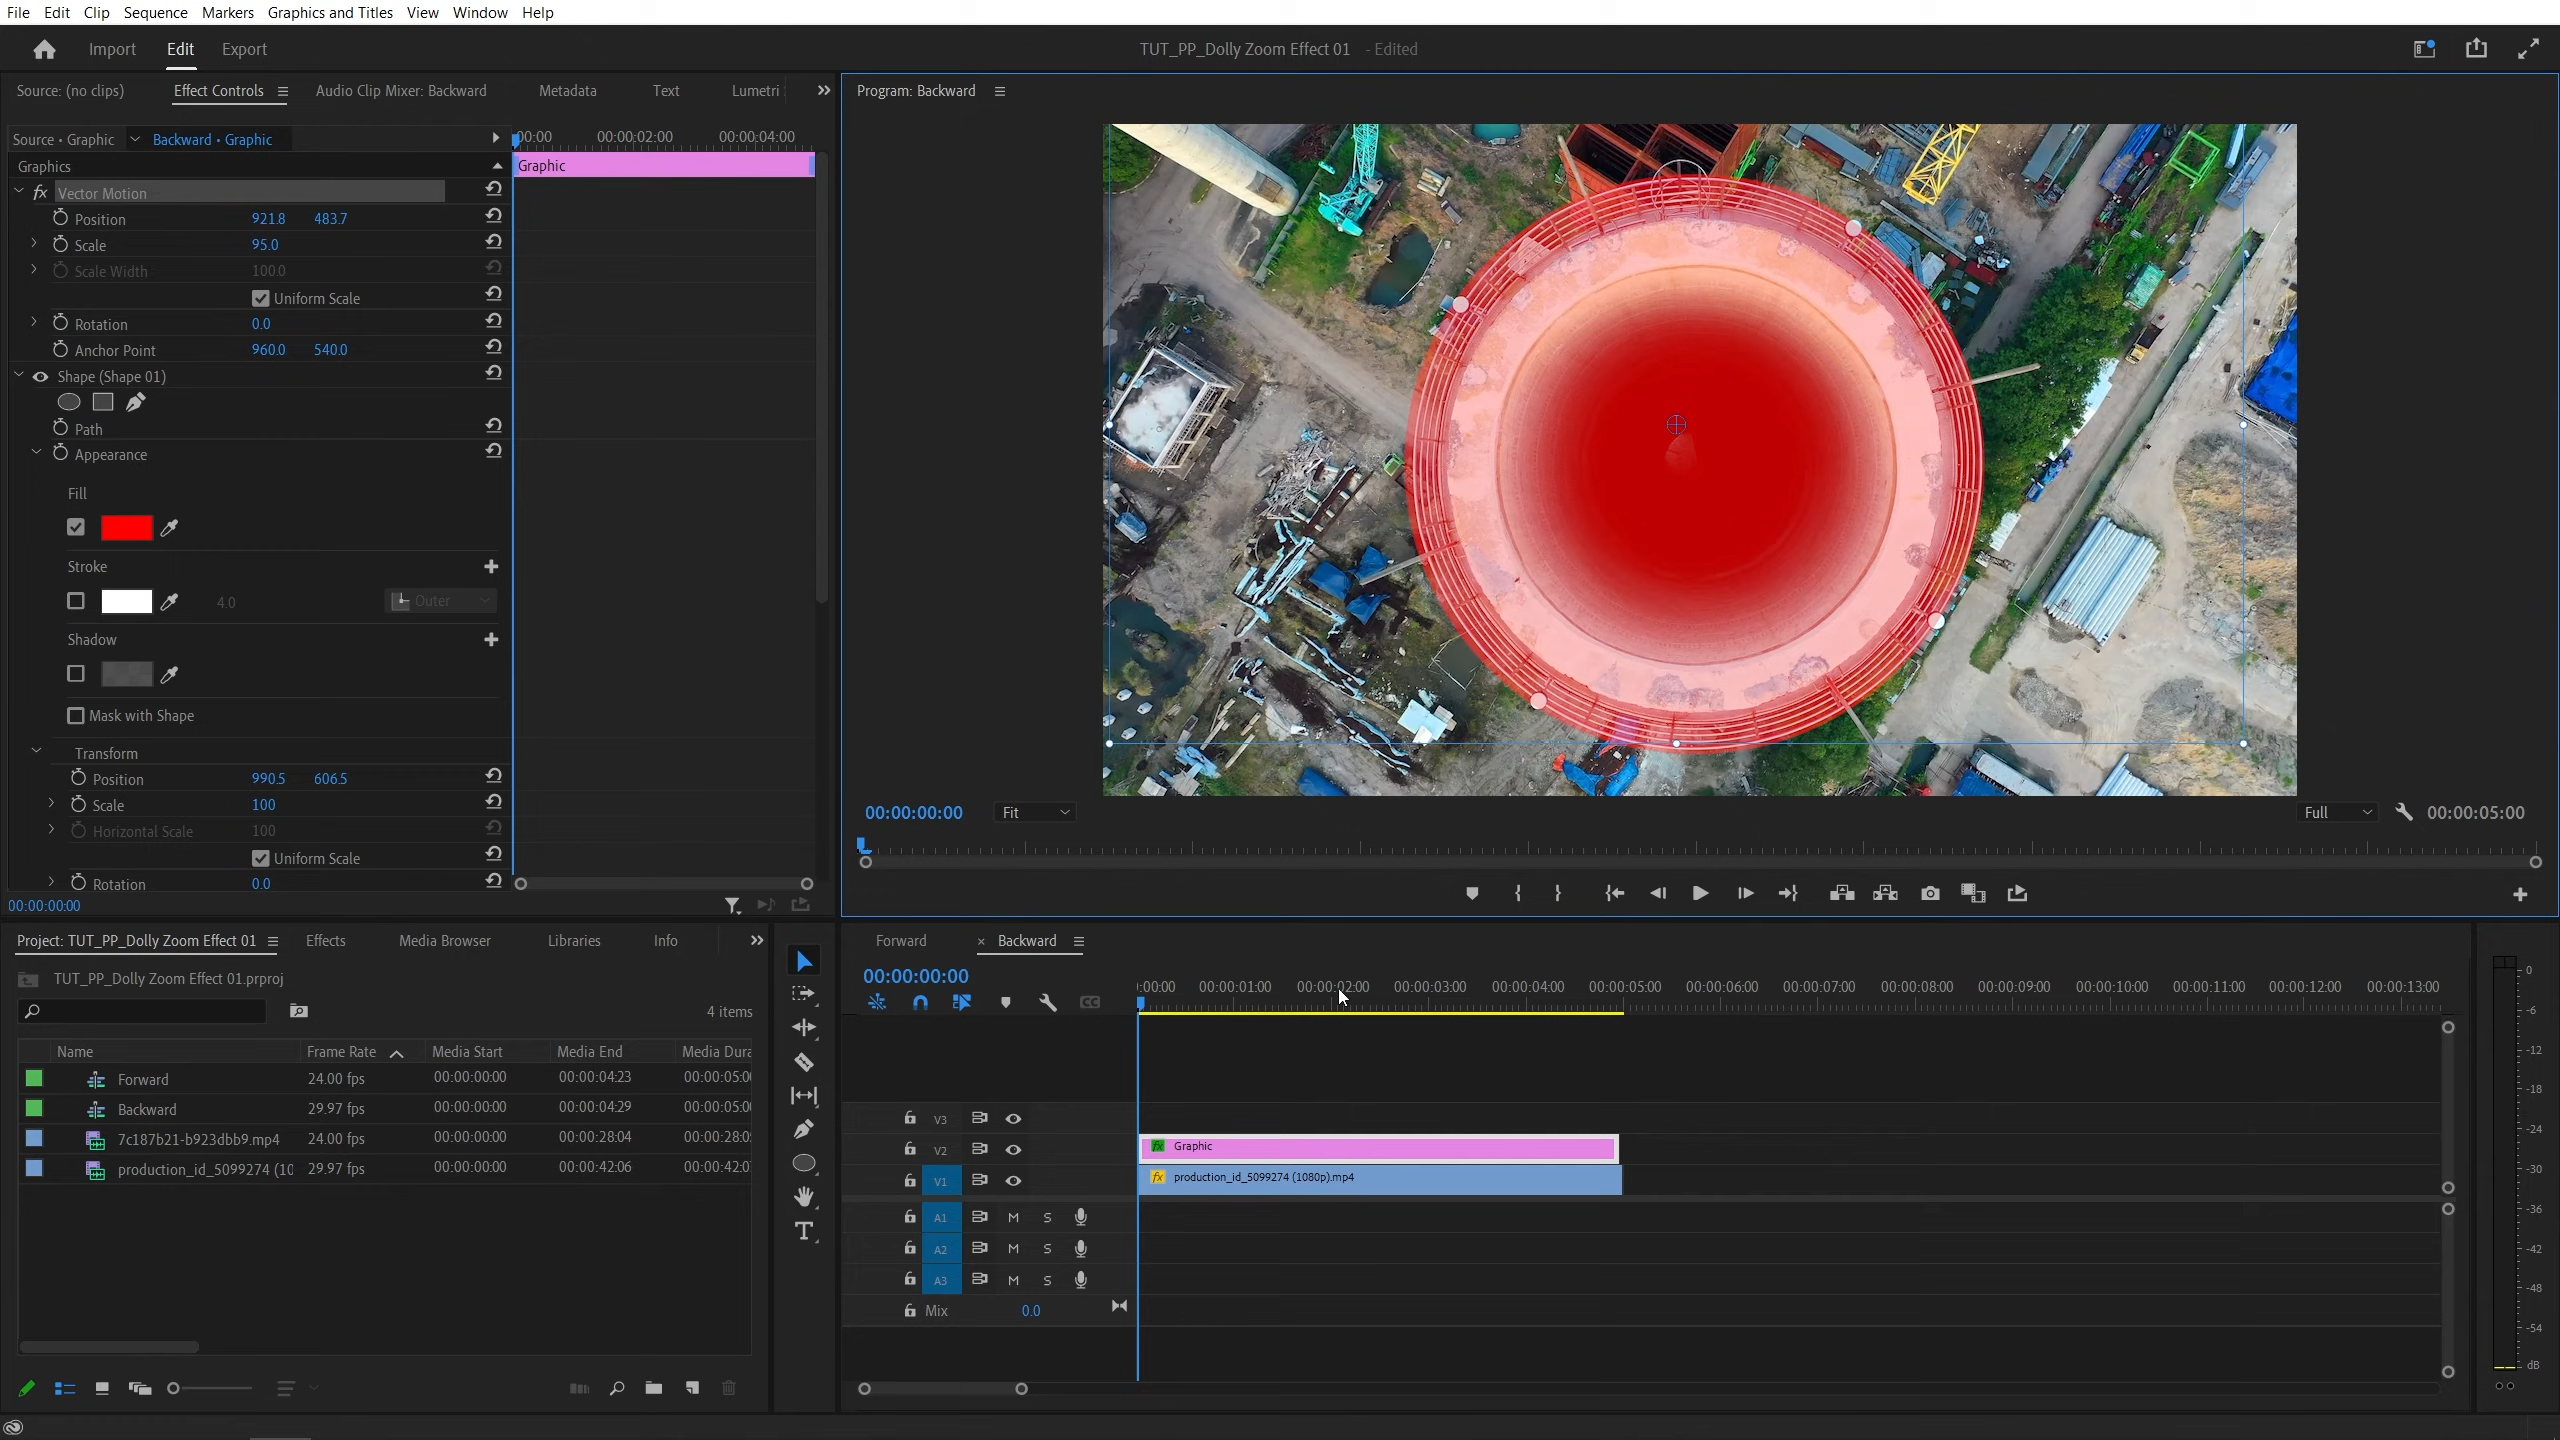 File Edit Clip Sequence Markers Graphics and Titles View Window Help
Import Edit Export TUT_PP_Dolly Zoom Effect 01 - Edited
Source: (no clips) Effect Controls Audio Clip Mixer: Backward Metadata Text Lumetri
Program: Backward
Source • Graphic Backward • Graphic
:00:00 00:00:02:00 00:00:04:00
Graphics
Graphic
fx Vector Motion
Position 921.8 483.7
Scale 95.0
Scale Width 100.0
Uniform Scale
Rotation 0.0
Anchor Point 960.0 540.0
Shape (Shape 01)
Path
Appearance
Fill
Stroke
4.0 Outer
Shadow
Mask with Shape
Transform
Position 990.5 606.5
Scale 100
Horizontal Scale 100
Uniform Scale
Rotation 0.0
00:00:00:00
00:00:00:00 Fit Full 00:00:05:00
Project: TUT_PP_Dolly Zoom Effect 01 Effects Media Browser Libraries Info
TUT_PP_Dolly Zoom Effect 01.prproj
4 items
Name Frame Rate Media Start Media End Media Dura
Forward 24.00 fps 00:00:00:00 00:00:04:23 00:00:05:0
Backward 29.97 fps 00:00:00:00 00:00:04:29 00:00:05:0
7c187b21-b923dbb9.mp4 24.00 fps 00:00:00:00 00:00:28:04 00:00:28:0
production_id_5099274 (10 29.97 fps 00:00:00:00 00:00:42:06 00:00:42:0
Forward × Backward
00:00:00:00
:00:00 00:00:01:00 00:00:02:00 00:00:03:00 00:00:04:00 00:00:05:00 00:00:06:00 00:00:07:00 00:00:08:00 00:00:09:00 00:00:10:00 00:00:11:00 00:00:12:00 00:00:13:00
CC
V3
V2 fx Graphic
V1 fx production_id_5099274 (1080p).mp4
A1 M S
A2 M S
A3 M S
Mix 0.0
0
-6
-12
-18
-24
-30
-36
-42
-48
-54
dB